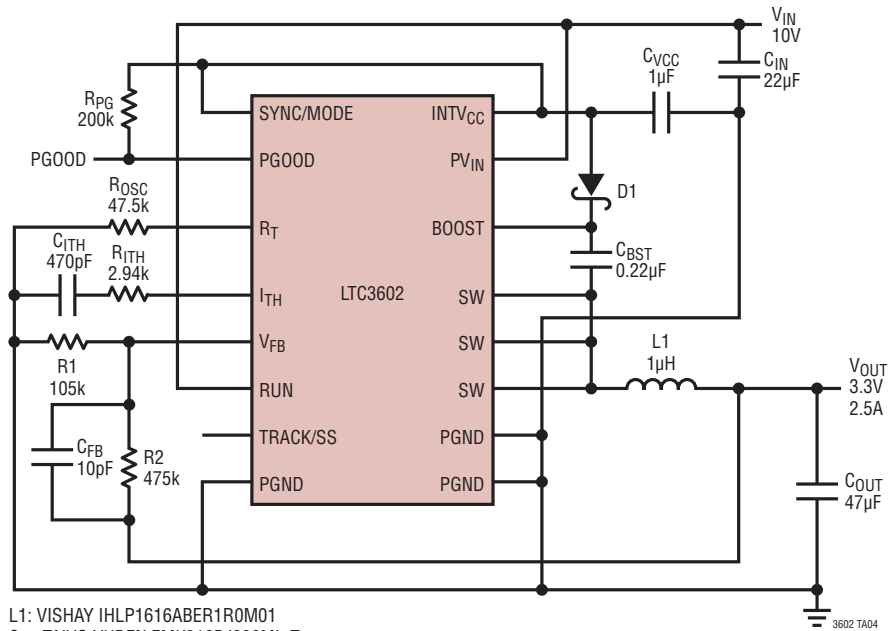 VIN
10V
CVCC
1µF
CIN
22µF
RPG
200k
SYNC/MODE
INTVCC
PGOOD
PGOOD
PVIN
D1
ROSC
47.5k
RT
BOOST
CITH
470pF
RITH
2.94k
CBST
0.22µF
ITH
LTC3602
SW
VFB
SW
R1
105k
L1
1µH
RUN
SW
VOUT
3.3V
2.5A
TRACK/SS
PGND
CFB
10pF
R2
475k
PGND
PGND
COUT
47µF
L1: VISHAY IHLP1616ABER1R0M01
3602 TA04